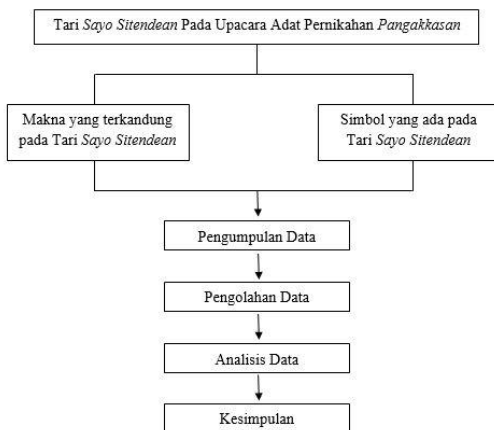 Tari Sayo Sitendean Pada Upacara Adat Pernikahan Pangakkasan
Makna yang terkandung
pada Tari Sayo Sitendean
Simbol yang ada pada
Tari Sayo Sitendean
Pengumpulan Data
Pengolahan Data
Analisis Data
Kesimpulan